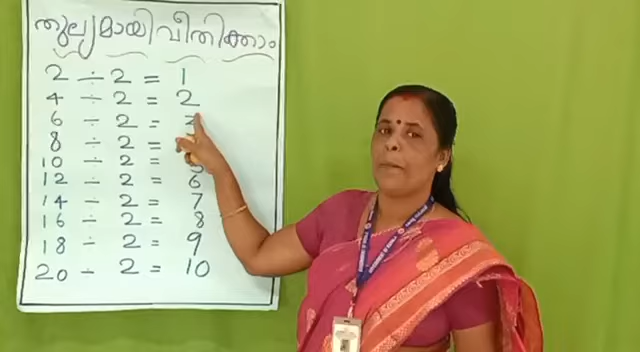 തുല്യമായി വീതിക്കാം
2 ÷ 2 = 1
4 ÷ 2 = 2
6 ÷ 2 =
8 ÷ 2 =
10 ÷ 2 = 5
12 ÷ 2 = 6
14 ÷ 2 = 7
16 ÷ 2 = 8
18 ÷ 2 = 9
20 ÷ 2 = 10